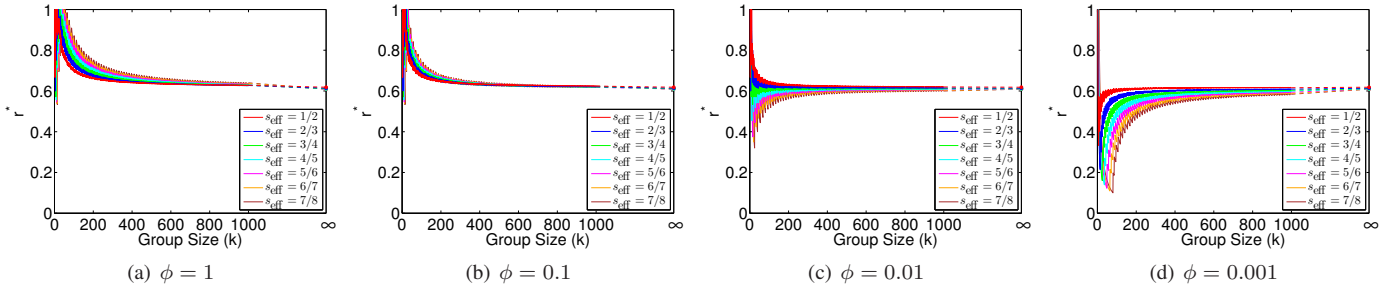 1
0.8
0.6
0.4
0.2
0
r*
s_eff = 1/2
s_eff = 2/3
s_eff = 3/4
s_eff = 4/5
s_eff = 5/6
s_eff = 6/7
s_eff = 7/8
0 200 400 600 800 1000 ∞
Group Size (k)
(a) ϕ = 1
1
0.8
0.6
0.4
0.2
0
r*
s_eff = 1/2
s_eff = 2/3
s_eff = 3/4
s_eff = 4/5
s_eff = 5/6
s_eff = 6/7
s_eff = 7/8
0 200 400 600 800 1000 ∞
Group Size (k)
(b) ϕ = 0.1
1
0.8
0.6
0.4
0.2
0
r*
s_eff = 1/2
s_eff = 2/3
s_eff = 3/4
s_eff = 4/5
s_eff = 5/6
s_eff = 6/7
s_eff = 7/8
0 200 400 600 800 1000 ∞
Group Size (k)
(c) ϕ = 0.01
1
0.8
0.6
0.4
0.2
0
r*
s_eff = 1/2
s_eff = 2/3
s_eff = 3/4
s_eff = 4/5
s_eff = 5/6
s_eff = 6/7
s_eff = 7/8
0 200 400 600 800 1000 ∞
Group Size (k)
(d) ϕ = 0.001